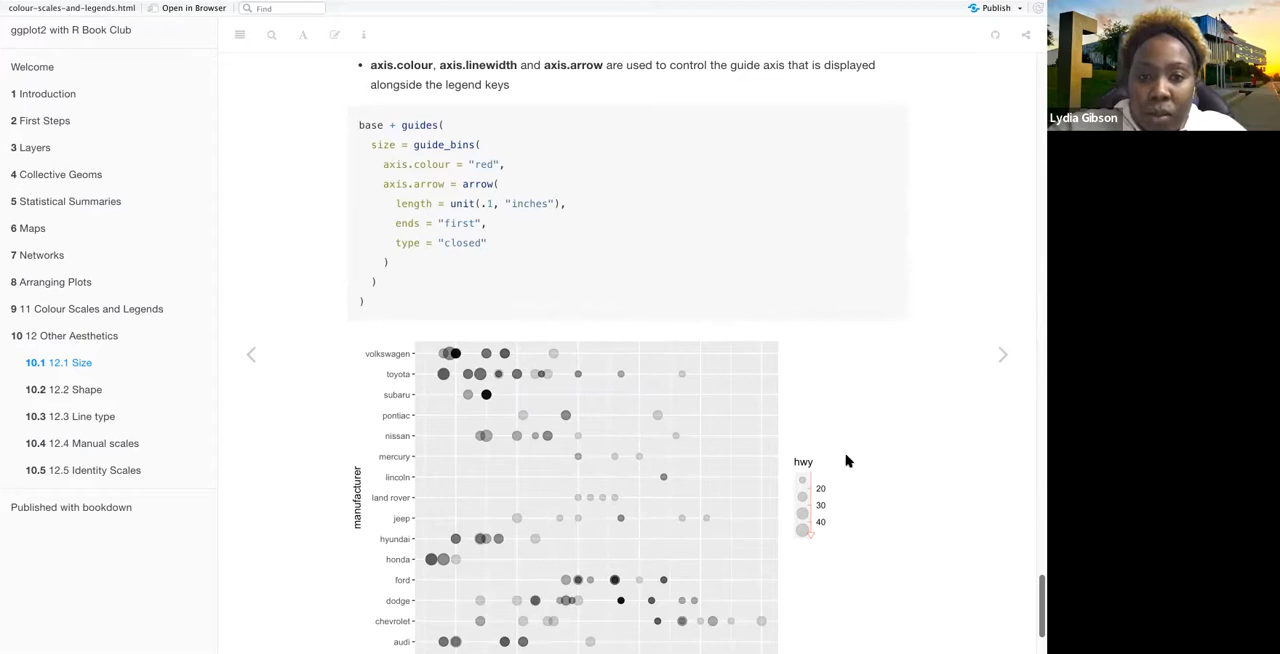 colour-scales-and-legends.html
Open in Browser
Find
Publish
ggplot2 with R Book Club
Welcome
1 Introduction
2 First Steps
3 Layers
4 Collective Geoms
5 Statistical Summaries
6 Maps
7 Networks
8 Arranging Plots
9 11 Colour Scales and Legends
10 12 Other Aesthetics
10.1 12.1 Size
10.2 12.2 Shape
10.3 12.3 Line type
10.4 12.4 Manual scales
10.5 12.5 Identity Scales
Published with bookdown
• axis.colour, axis.linewidth and axis.arrow are used to control the guide axis that is displayed
alongside the legend keys
base + guides(
size = guide_bins(
axis.colour = "red",
axis.arrow = arrow(
length = unit(.1, "inches"),
ends = "first",
type = "closed"
)
)
)
manufacturer
volkswagen
toyota
subaru
pontiac
nissan
mercury
lincoln
land rover
jeep
hyundai
honda
ford
dodge
chevrolet
audi
hwy
20
30
40
Lydia Gibson